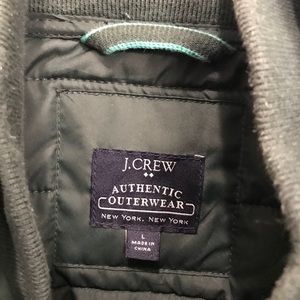 J.CREW
AUTHENTIC
OUTERWEAR
NEW YORK, NEW YORK
L
MADE IN
CHINA